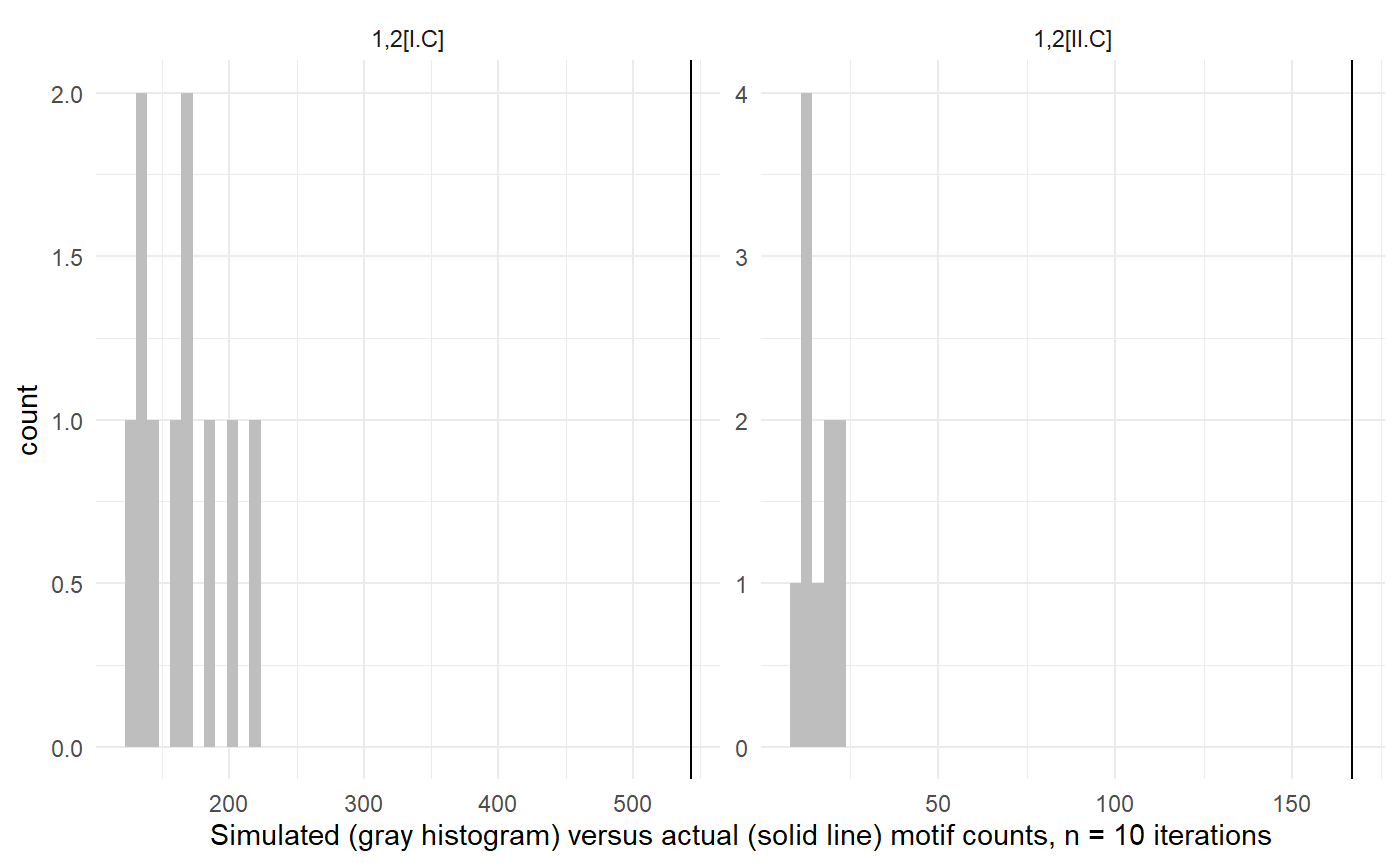 1,2[I.C]
1,2[II.C]
2.0
1.5
1.0
0.5
0.0
count
4
3
2
1
0
200 300 400 500
50 100 150
Simulated (gray histogram) versus actual (solid line) motif counts, n = 10 iterations